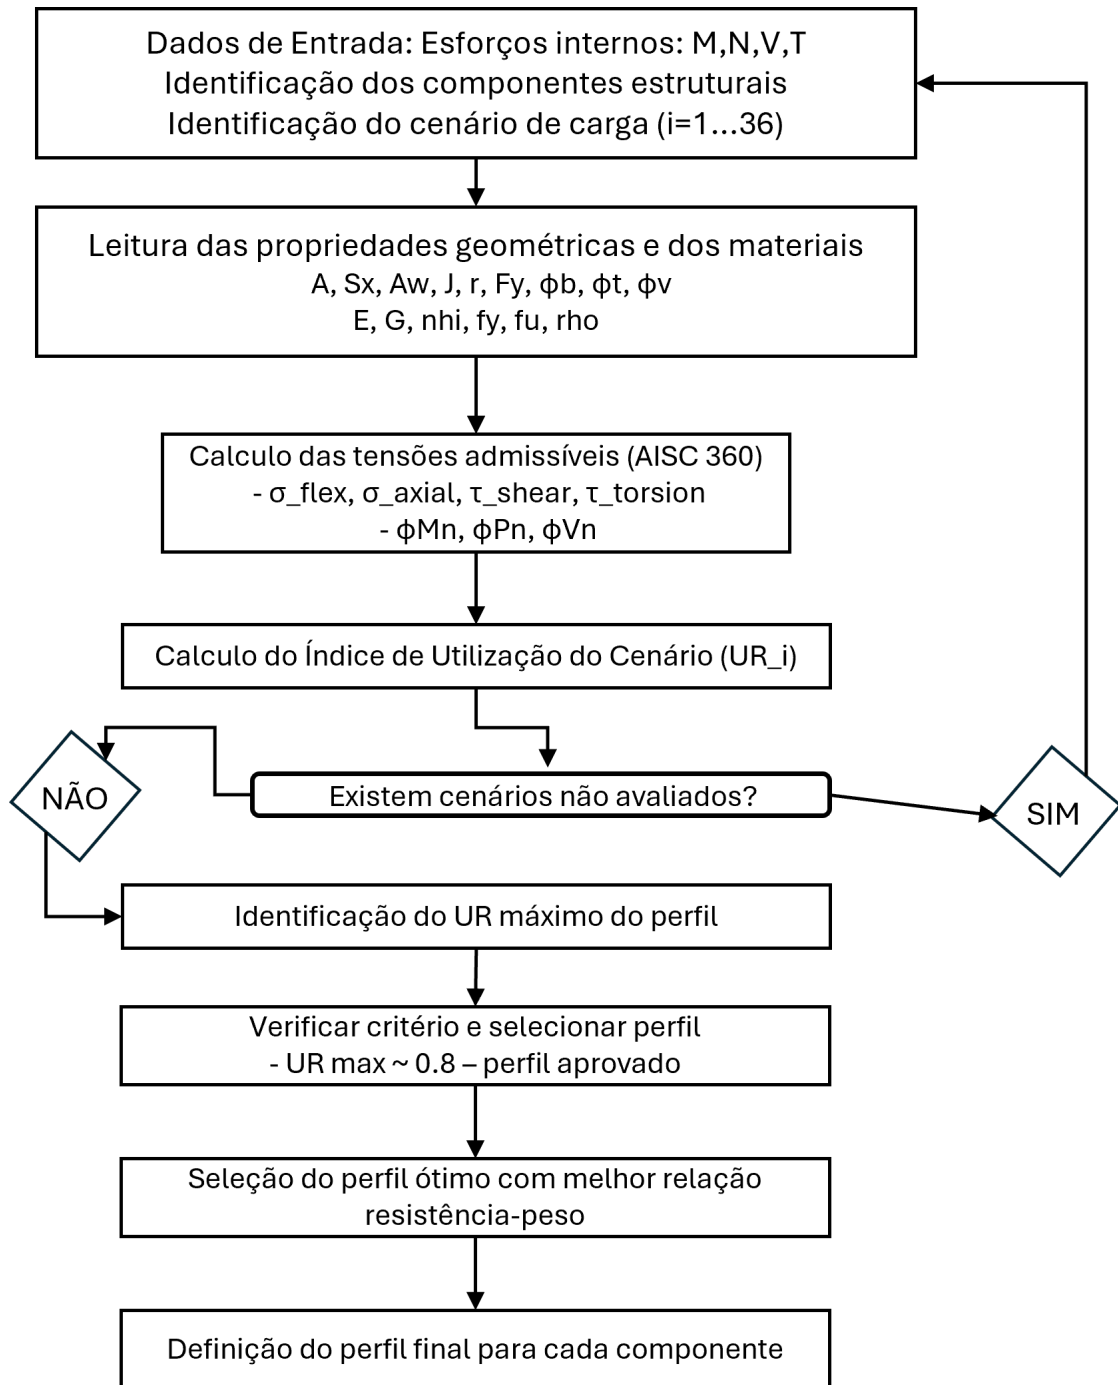 Dados de Entrada: Esforços internos: M,N,V,T
Identificação dos componentes estruturais
Identificação do cenário de carga (i=1...36)
Leitura das propriedades geométricas e dos materiais
A, Sx, Aw, J, r, Fy, ϕb, ϕt, ϕv
E, G, nhi, fy, fu, rho
Calculo das tensões admissíveis (AISC 360)
- σ_flex, σ_axial, τ_shear, τ_torsion
- ϕMn, ϕPn, ϕVn
Calculo do Índice de Utilização do Cenário (UR_i)
Existem cenários não avaliados?
NÃO
SIM
Identificação do UR máximo do perfil
Verificar critério e selecionar perfil
- UR max ~ 0.8 – perfil aprovado
Seleção do perfil ótimo com melhor relação
resistência-peso
Definição do perfil final para cada componente